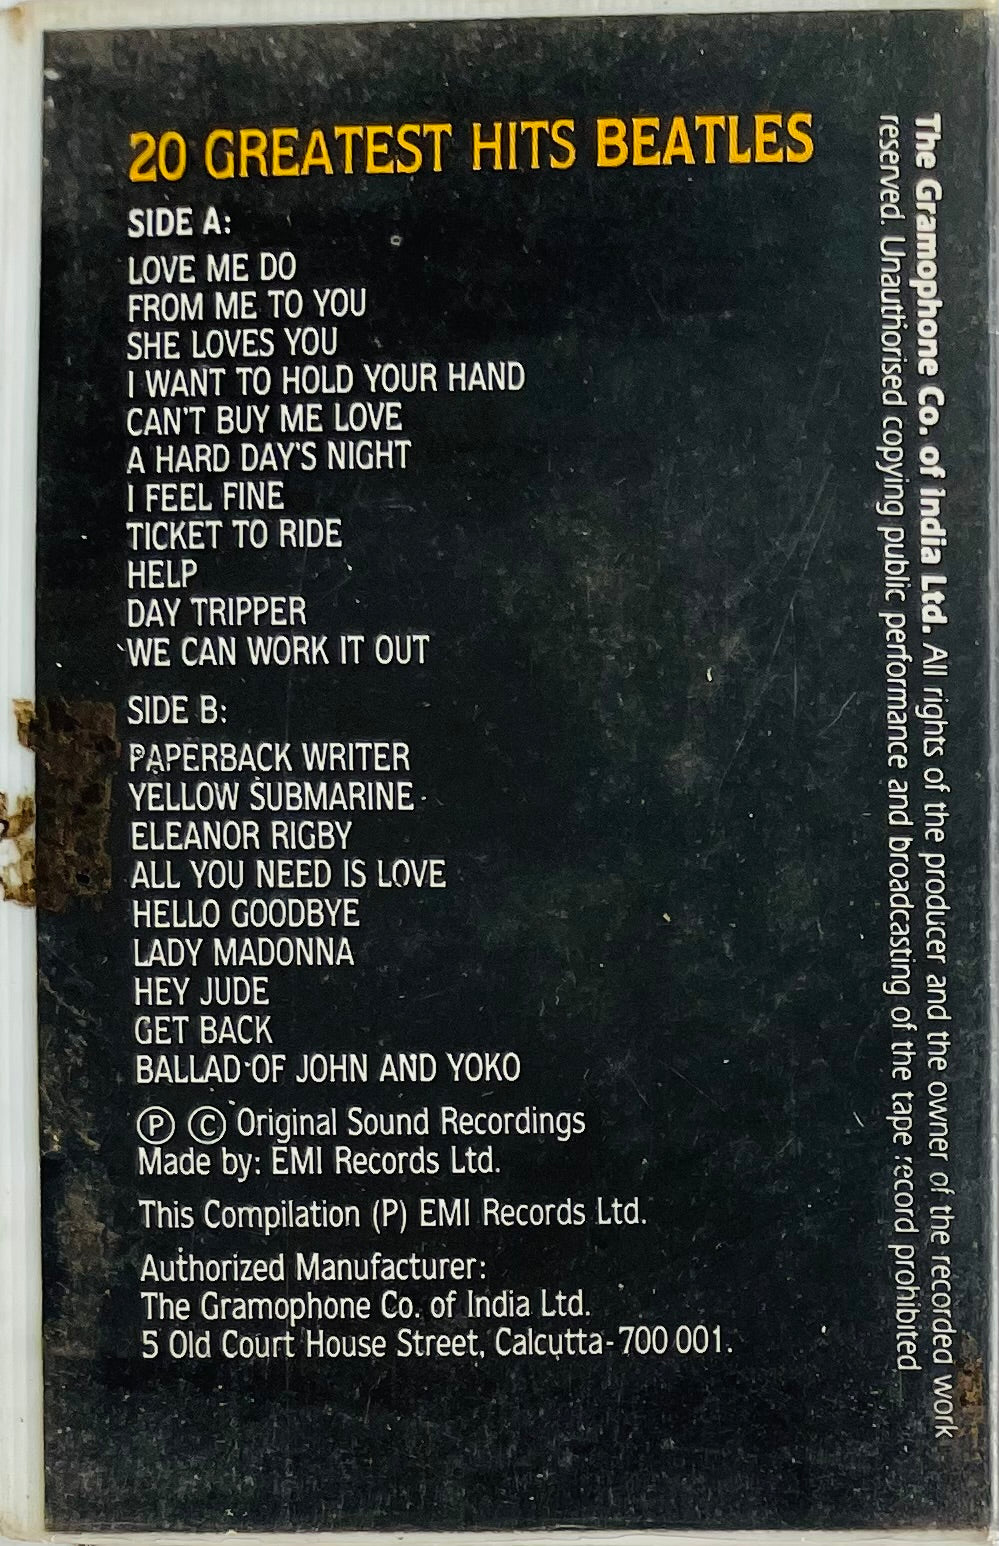 20 GREATEST HITS BEATLES
SIDE A:
LOVE ME DO
FROM ME TO YOU
SHE LOVES YOU
I WANT TO HOLD YOUR HAND
CAN'T BUY ME LOVE
A HARD DAY'S NIGHT
I FEEL FINE
TICKET TO RIDE
HELP
DAY TRIPPER
WE CAN WORK IT OUT
SIDE B:
PAPERBACK WRITER
YELLOW SUBMARINE
ELEANOR RIGBY
ALL YOU NEED IS LOVE
HELLO GOODBYE
LADY MADONNA
HEY JUDE
GET BACK
BALLAD OF JOHN AND YOKO
Ⓟ Ⓒ Original Sound Recordings
Made by: EMI Records Ltd.
This Compilation (P) EMI Records Ltd.
Authorized Manufacturer:
The Gramophone Co. of India Ltd.
5 Old Court House Street, Calcutta-700 001.
The Gramophone Co. of India Ltd. All rights of the producer and the owner of the recorded work
reserved. Unauthorised copying public performance and broadcasting of the tape record prohibited